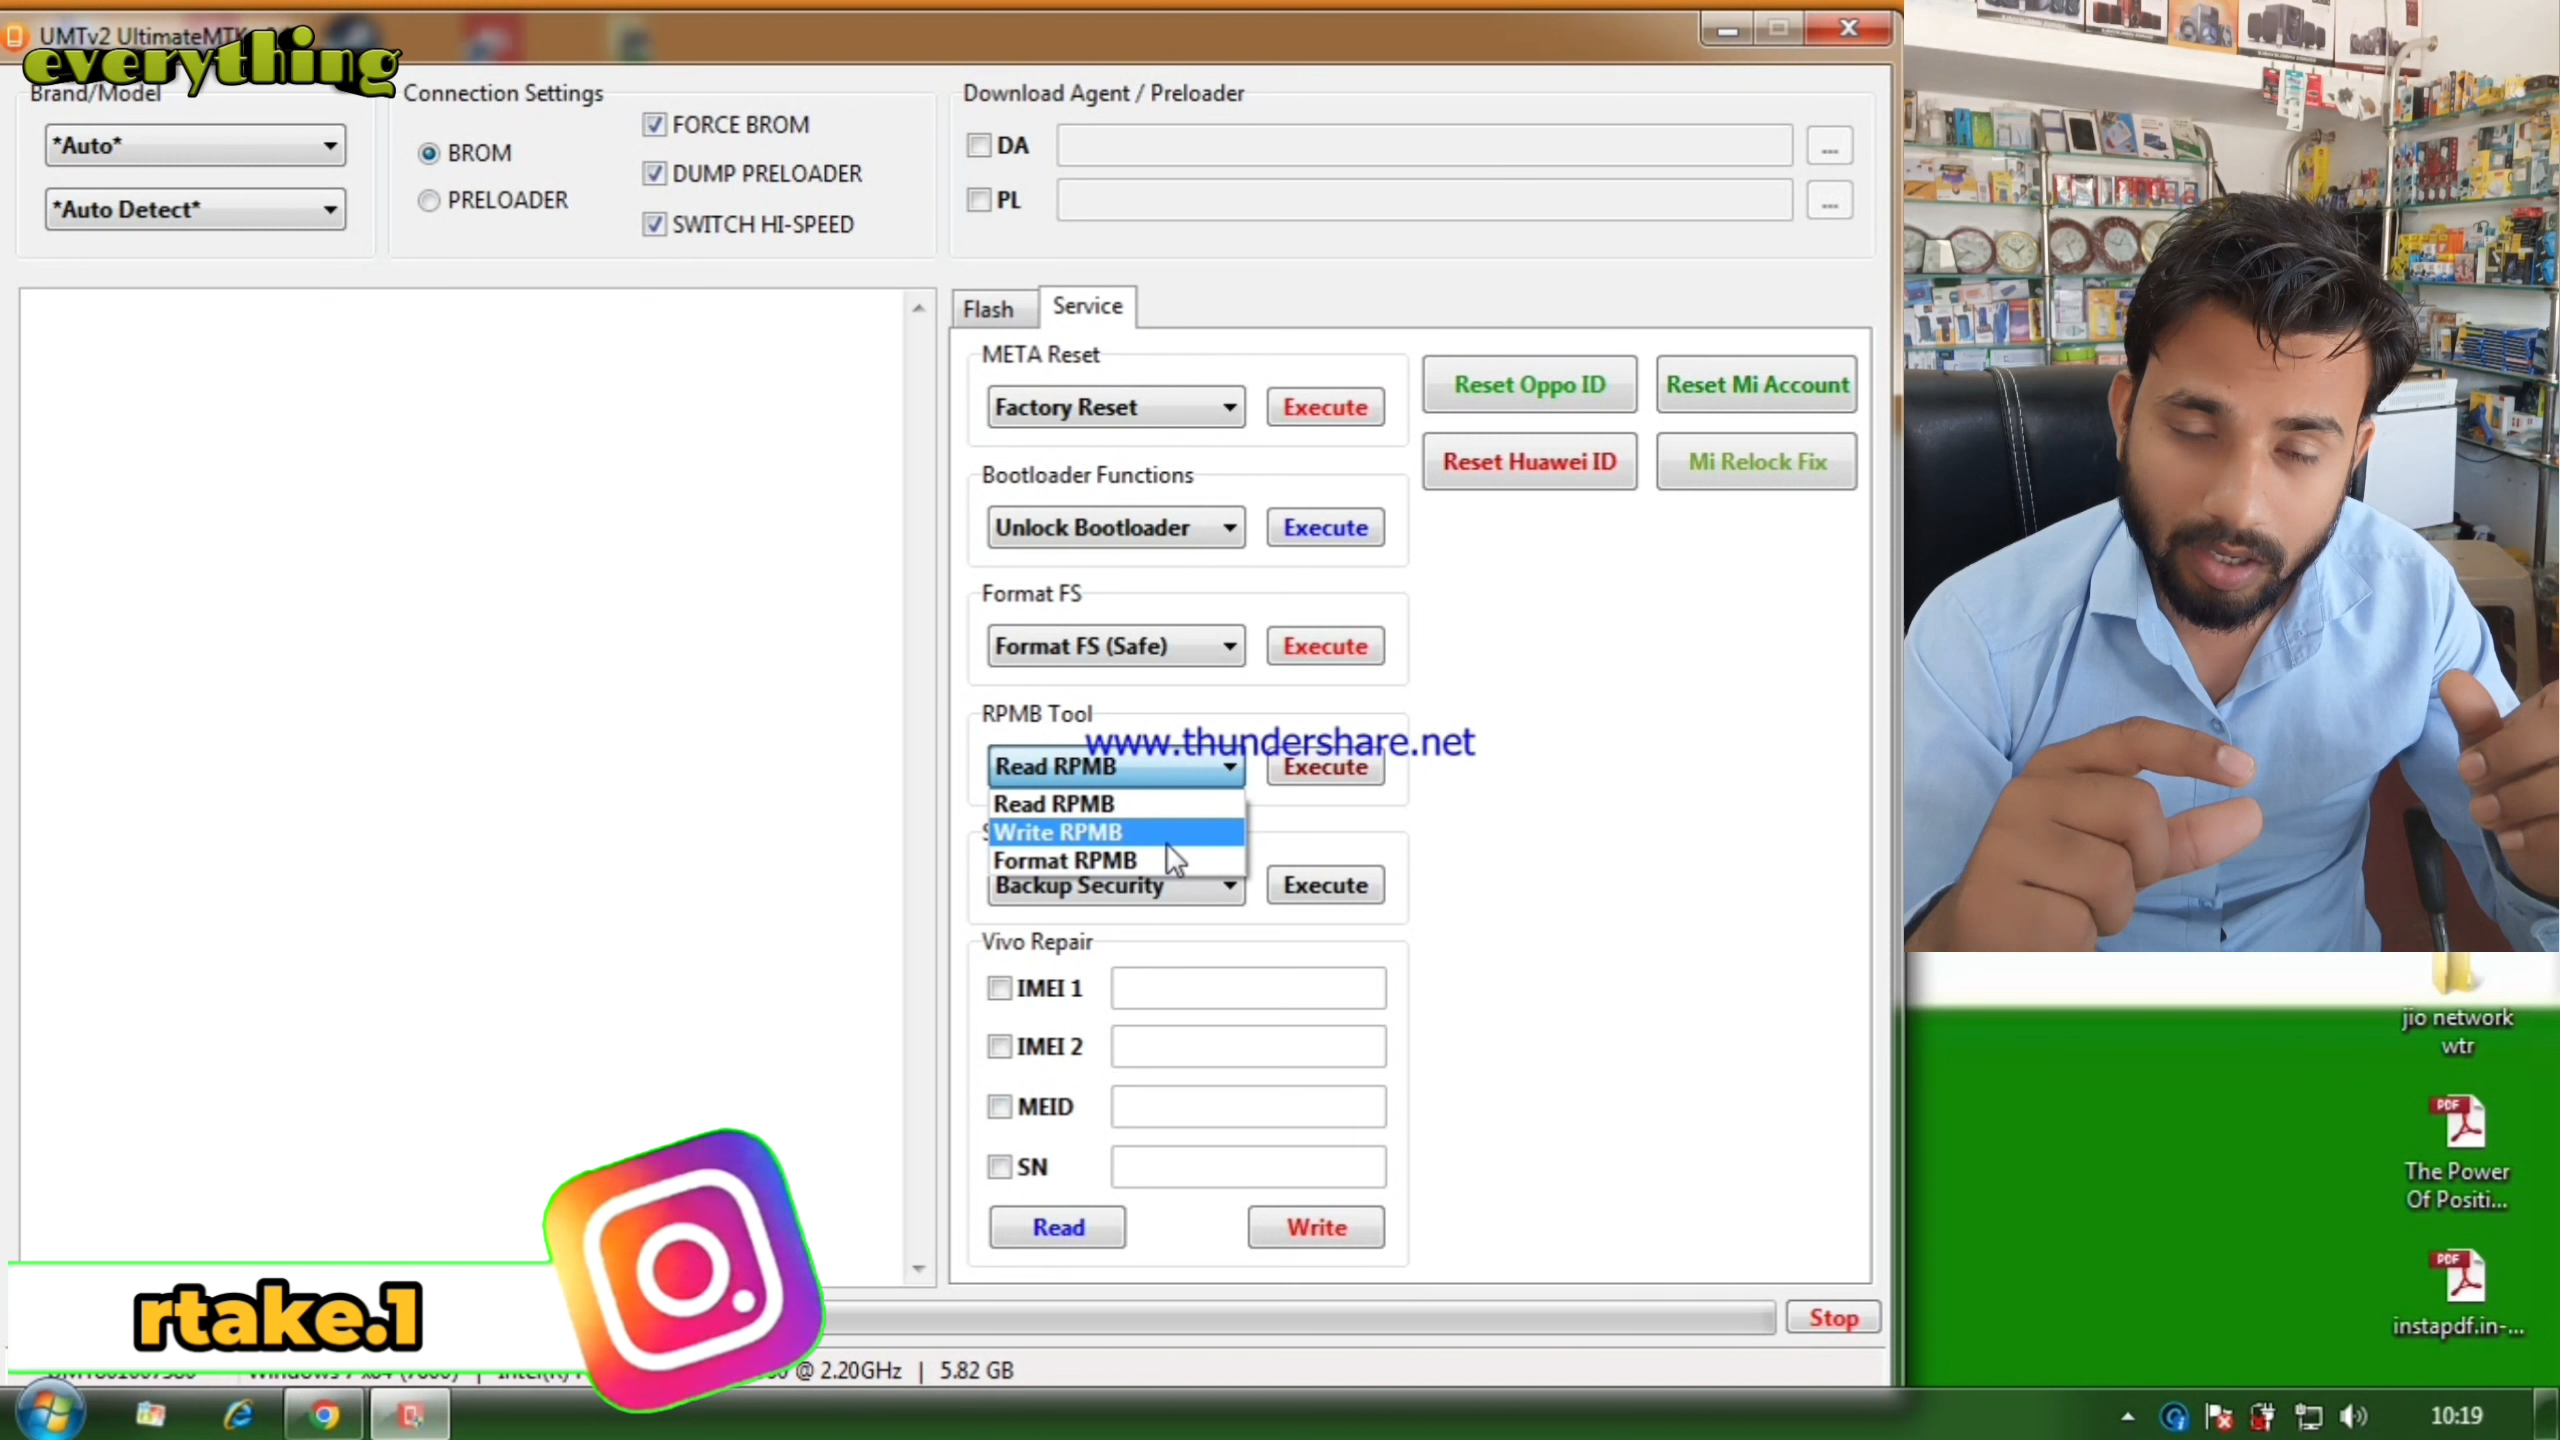 UMTv2 UltimateMTK
everything
Brand/Model
*Auto*
*Auto Detect*
Connection Settings
BROM
PRELOADER
FORCE BROM
DUMP PRELOADER
SWITCH HI-SPEED
Download Agent / Preloader
DA
...
PL
...
Flash
Service
META Reset
Factory Reset
Execute
Reset Oppo ID
Reset Mi Account
Reset Huawei ID
Mi Relock Fix
Bootloader Functions
Unlock Bootloader
Execute
Format FS
Format FS (Safe)
Execute
RPMB Tool
www.thundershare.net
Read RPMB
Execute
Read RPMB
Write RPMB
Format RPMB
Backup Security
Execute
Vivo Repair
IMEI 1
IMEI 2
MEID
SN
Read
Write
Stop
rtake.1
@ 2.20GHz | 5.82 GB
jio network
wtr
PDF
The Power
Of Positi...
PDF
instapdf.in-...
10:19